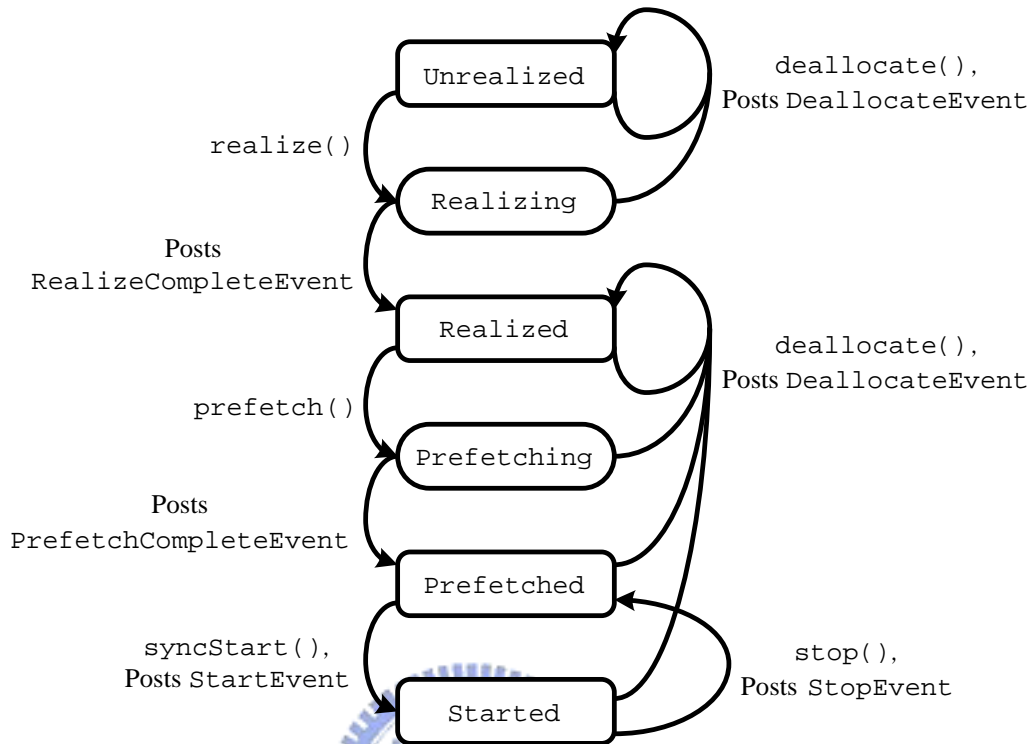 Unrealized
deallocate(),
Posts DeallocateEvent
realize()
Realizing
Posts
RealizeCompleteEvent
Realized
deallocate(),
Posts DeallocateEvent
prefetch()
Prefetching
Posts
PrefetchCompleteEvent
Prefetched
syncStart(),
Posts StartEvent
stop(),
Posts StopEvent
Started